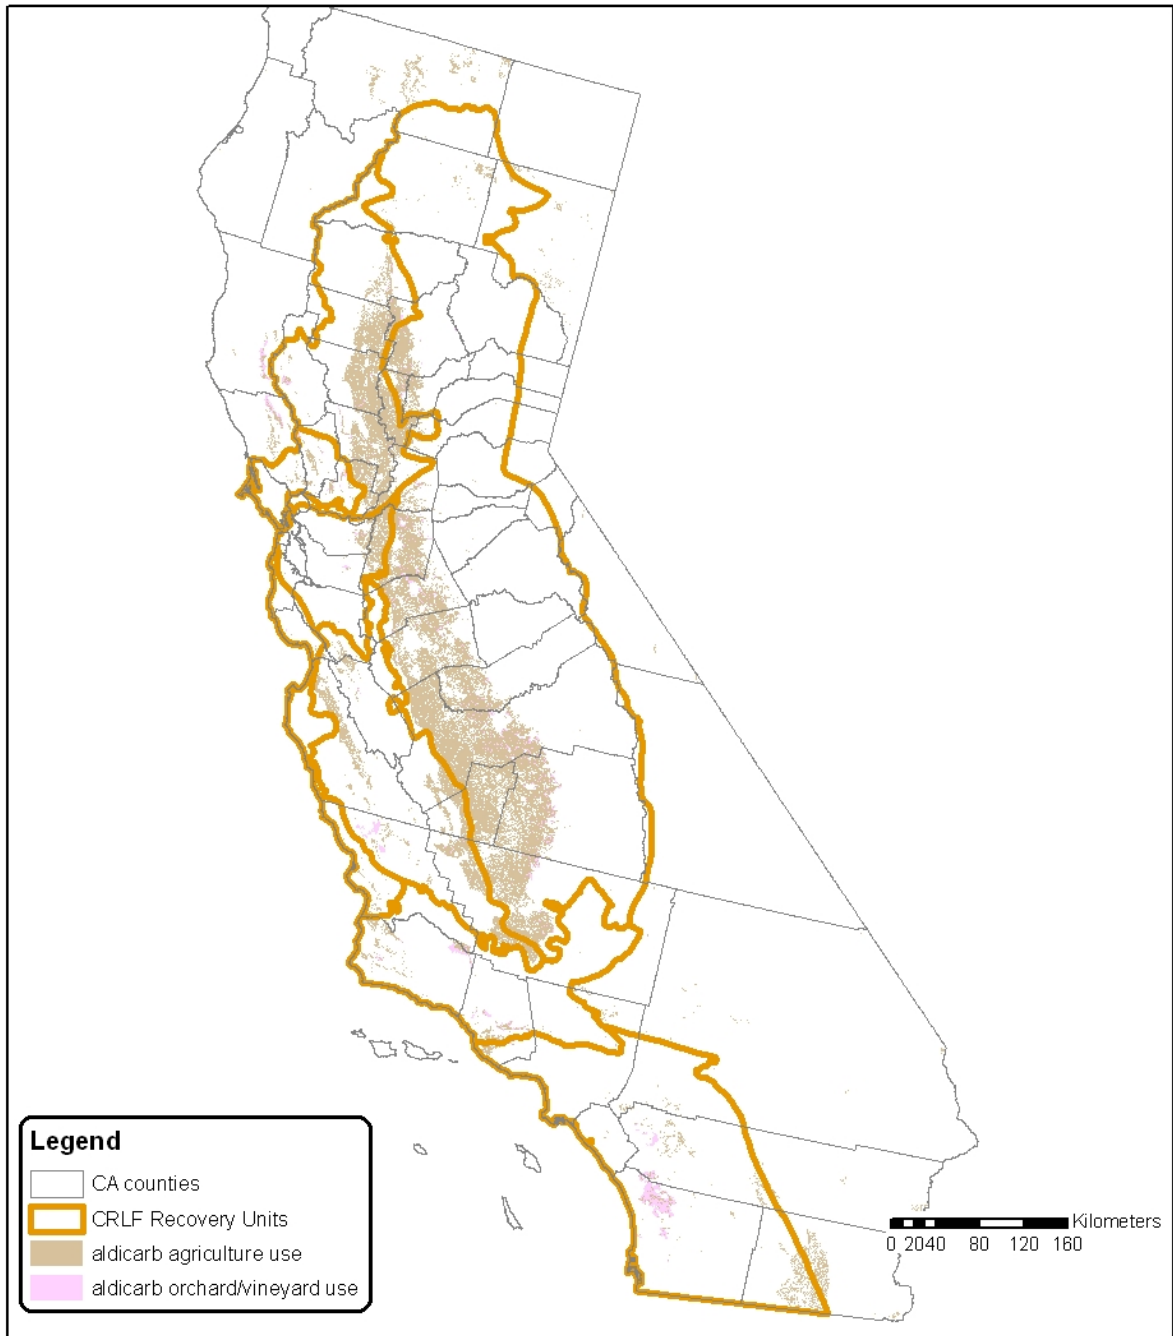 Legend
CA counties
CRLF Recovery Units
aldicarb agriculture use
aldicarb orchard/vineyard use
Kilometers
0 2040 80 120 160